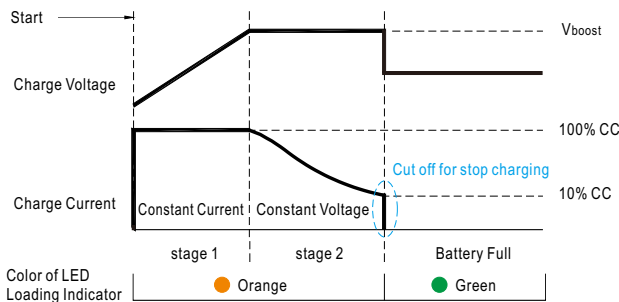 Start
Vboost
Charge Voltage
100% CC
Cut off for stop charging
10% CC
Charge Current
Constant Current
Constant Voltage
stage 1
stage 2
Battery Full
Color of LED
Loading Indicator
Orange
Green